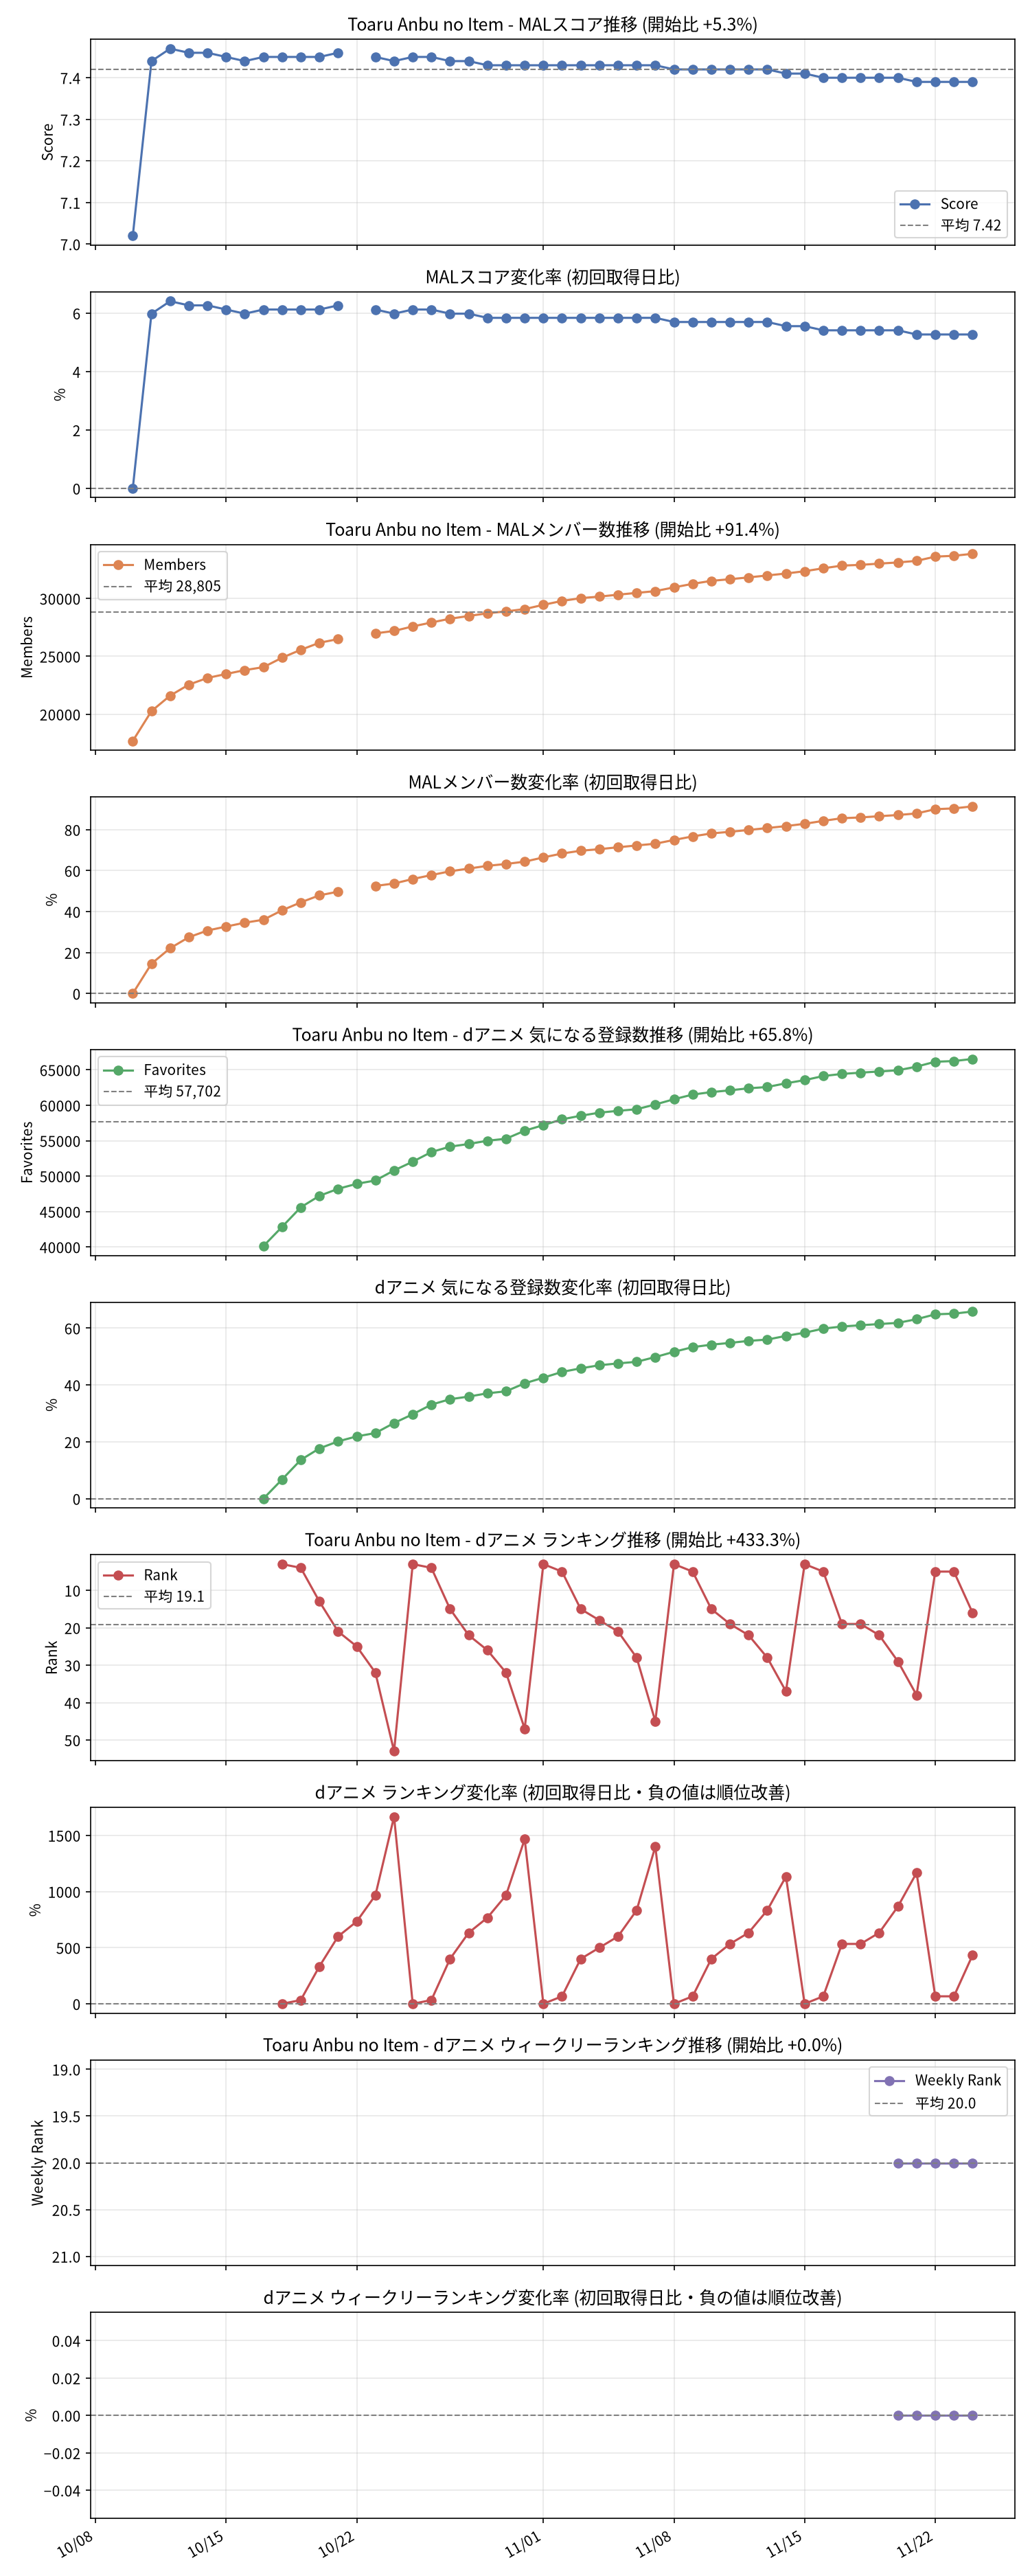 Toaru Anbu no Item - MALスコア推移 (開始比 +5.3%)
Score
7.4
7.3
7.2
7.1
7.0
Score
平均 7.42
MALスコア変化率 (初回取得日比)
%
6
4
2
0
Toaru Anbu no Item - MALメンバー数推移 (開始比 +91.4%)
Members
30000
25000
20000
Members
平均 28,805
MALメンバー数変化率 (初回取得日比)
%
80
60
40
20
0
Toaru Anbu no Item - dアニメ 気になる登録数推移 (開始比 +65.8%)
Favorites
65000
60000
55000
50000
45000
40000
Favorites
平均 57,702
dアニメ 気になる登録数変化率 (初回取得日比)
%
60
40
20
0
Toaru Anbu no Item - dアニメ ランキング推移 (開始比 +433.3%)
Rank
10
20
30
40
50
Rank
平均 19.1
dアニメ ランキング変化率 (初回取得日比・負の値は順位改善)
%
1500
1000
500
0
Toaru Anbu no Item - dアニメ ウィークリーランキング推移 (開始比 +0.0%)
Weekly Rank
19.0
19.5
20.0
20.5
21.0
Weekly Rank
平均 20.0
dアニメ ウィークリーランキング変化率 (初回取得日比・負の値は順位改善)
%
0.04
0.02
0.00
−0.02
−0.04
10/08
10/15
10/22
11/01
11/08
11/15
11/22